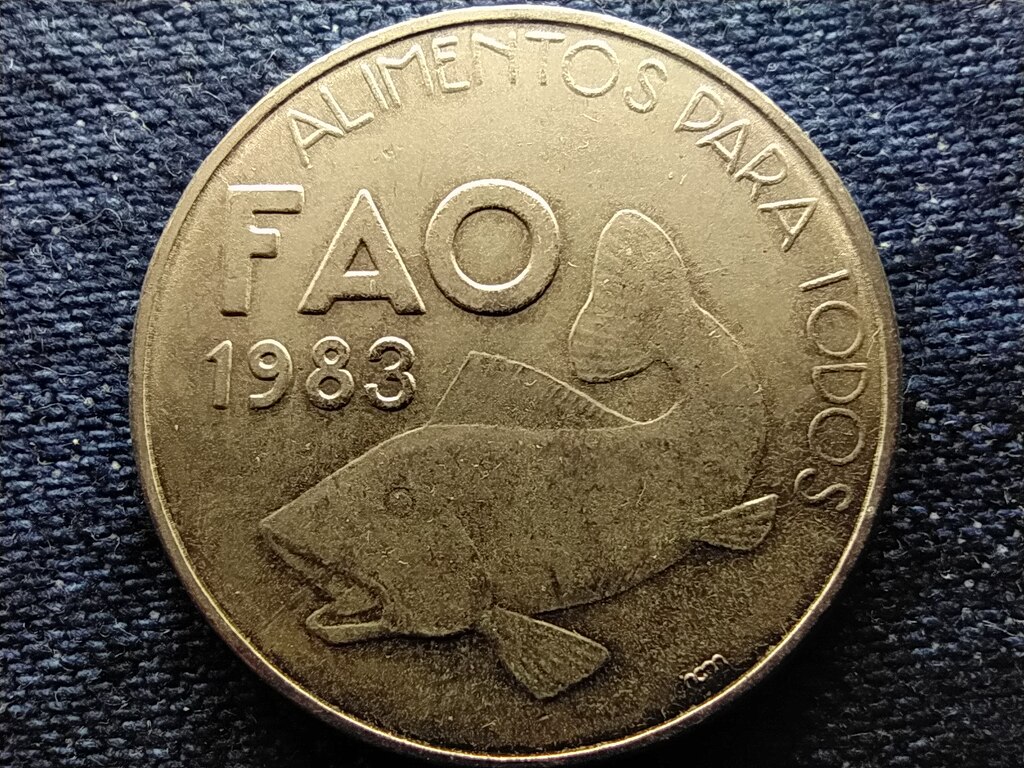 ALIMENTOS PARA TODOS
FAO
1983